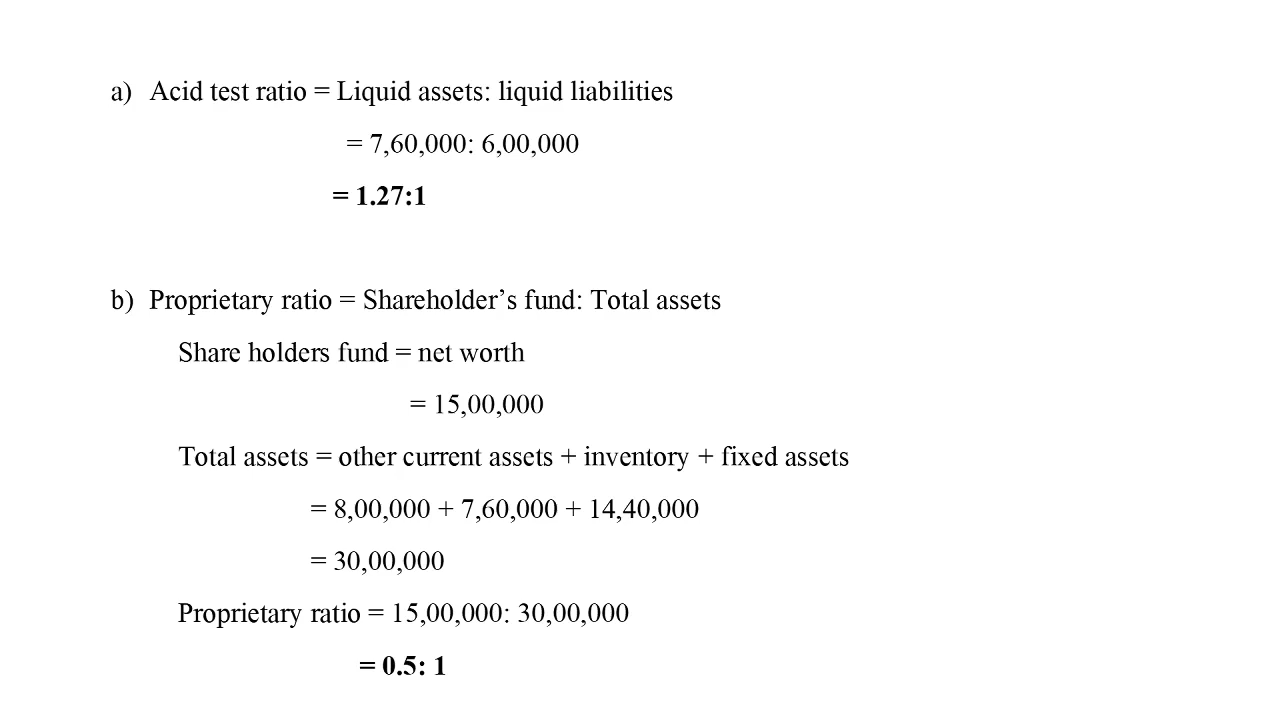 a) Acid test ratio = Liquid assets: liquid liabilities
= 7,60,000: 6,00,000
= 1.27:1
b) Proprietary ratio = Shareholder’s fund: Total assets
Share holders fund = net worth
= 15,00,000
Total assets = other current assets + inventory + fixed assets
= 8,00,000 + 7,60,000 + 14,40,000
= 30,00,000
Proprietary ratio = 15,00,000: 30,00,000
= 0.5: 1